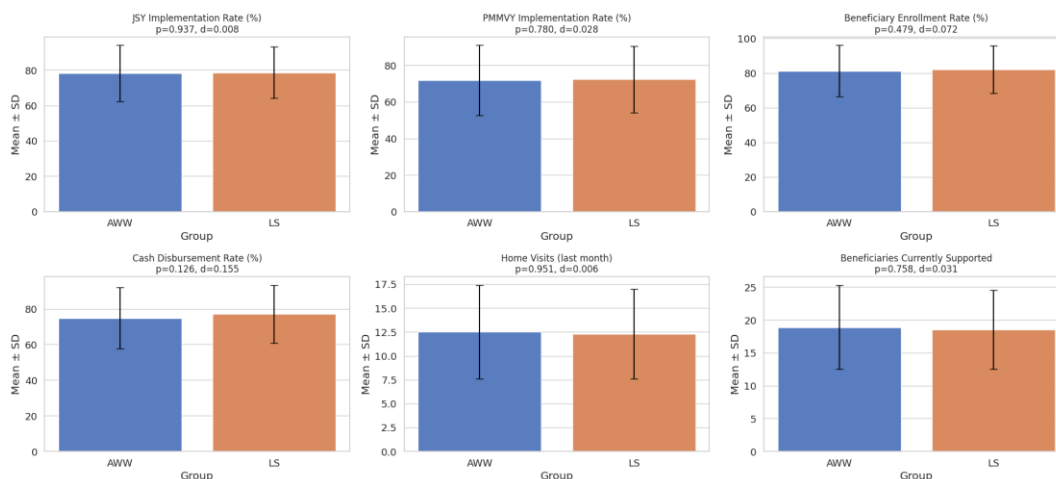 JSY Implementation Rate (%)
p=0.937, d=0.008
Mean ± SD
80
60
40
20
0
AWW LS
Group
PMMVY Implementation Rate (%)
p=0.780, d=0.028
Mean ± SD
80
60
40
20
0
AWW LS
Group
Beneficiary Enrollment Rate (%)
p=0.479, d=0.072
Mean ± SD
100
80
60
40
20
0
AWW LS
Group
Cash Disbursement Rate (%)
p=0.126, d=0.155
Mean ± SD
80
60
40
20
0
AWW LS
Group
Home Visits (last month)
p=0.951, d=0.006
Mean ± SD
17.5
15.0
12.5
10.0
7.5
5.0
2.5
0.0
AWW LS
Group
Beneficiaries Currently Supported
p=0.758, d=0.031
Mean ± SD
25
20
15
10
5
0
AWW LS
Group